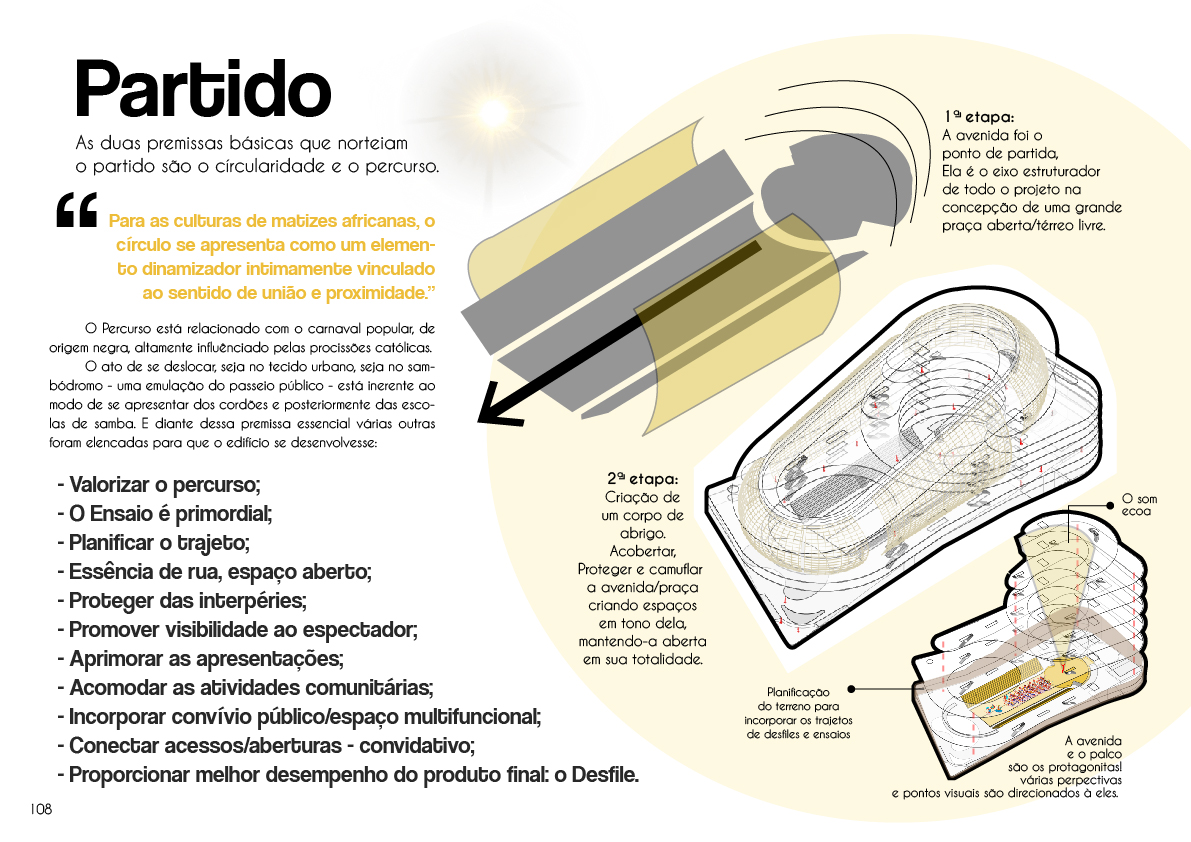 Partido
As duas premissas básicas que norteiam
o partido são o círcularidade e o percurso.
“
Para as culturas de matizes africanas, o
círculo se apresenta como um elemen-
to dinamizador intimamente vinculado
ao sentido de união e proximidade.”
O Percurso está relacionado com o carnaval popular, de
origem negra, altamente influênciado pelas procissões católicas.
O ato de se deslocar, seja no tecido urbano, seja no sam-
bódromo - uma emulação do passeio público - está inerente ao
modo de se apresentar dos cordões e posteriormente das esco-
las de samba. E diante dessa premissa essencial várias outras
foram elencadas para que o edifício se desenvolvesse:
- Valorizar o percurso;
- O Ensaio é primordial;
- Planificar o trajeto;
- Essência de rua, espaço aberto;
- Proteger das interpéries;
- Promover visibilidade ao espectador;
- Aprimorar as apresentações;
- Acomodar as atividades comunitárias;
- Incorporar convívio público/espaço multifuncional;
- Conectar acessos/aberturas - convidativo;
- Proporcionar melhor desempenho do produto final: o Desfile.
108
1ª etapa:
A avenida foi o
ponto de partida,
Ela é o eixo estruturador
de todo o projeto na
concepção de uma grande
praça aberta/térreo livre.
2ª etapa:
Criação de
um corpo de
abrigo.
Acobertar,
Proteger e camuflar
a avenida/praça
criando espaços
em tono dela,
mantendo-a aberta
em sua totalidade.
O som
ecoa
Planificação
do terreno para
incorporar os trajetos
de desfiles e ensaios
A avenida
e o palco
são os protagonitas!
várias perpectivas
e pontos visuais são direcionados à eles.